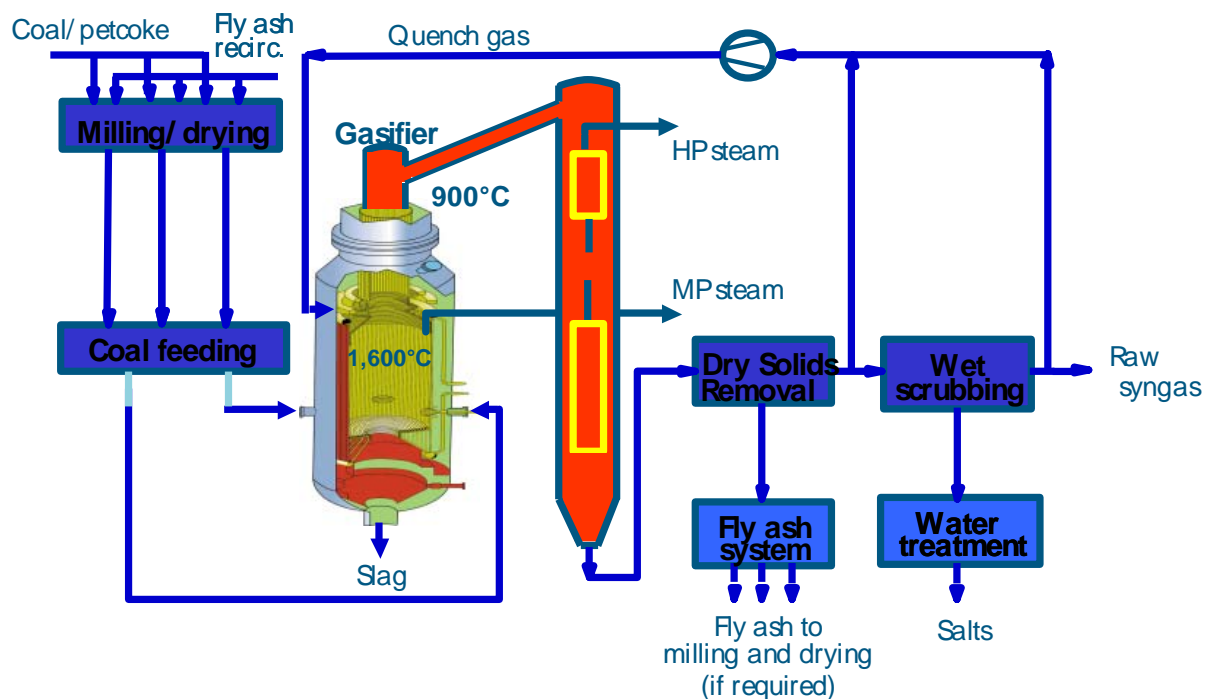 Coal/ petcoke
Fly ash
recirc.
Quench gas
Milling/ drying
Gasifier
HP steam
900°C
MP steam
Coal feeding
1,600°C
Dry Solids
Removal
Wet
scrubbing
Raw
syngas
Fly ash
system
Water
treatment
Slag
Fly ash to
milling and drying
(if required)
Salts